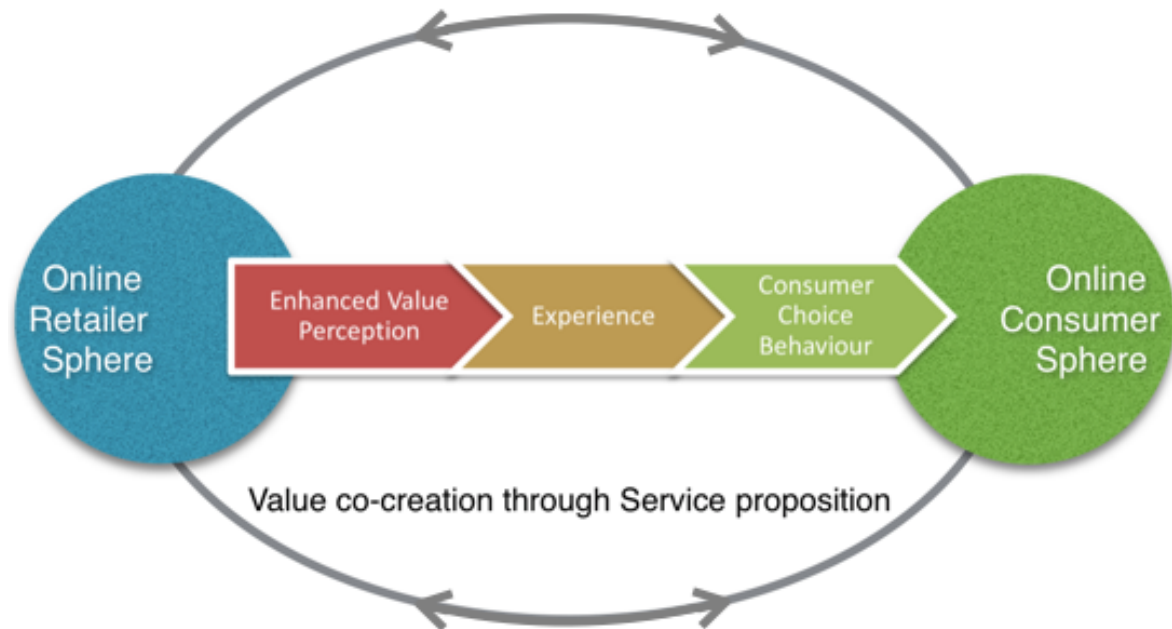 Online
Retailer
Sphere
Enhanced Value
Perception
Experience
Consumer
Choice
Behaviour
Online
Consumer
Sphere
Value co-creation through Service proposition